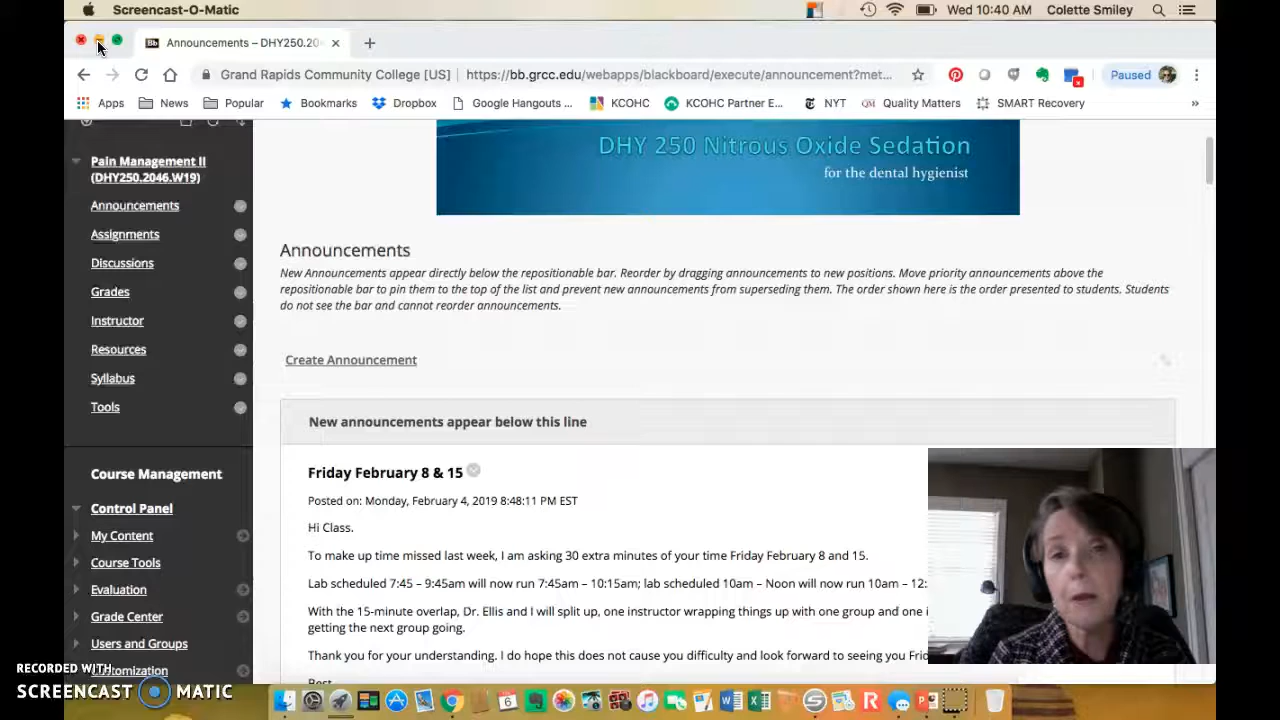 Screencast-O-Matic
Wed 10:40 AM Colette Smiley
Bb Announcements – DHY250.20
Grand Rapids Community College [US] https://bb.grcc.edu/webapps/blackboard/execute/announcement?met... Paused
Apps News Popular Bookmarks Dropbox Google Hangouts ... KCOHC KCOHC Partner E... NYT QM Quality Matters SMART Recovery »
DHY 250 Nitrous Oxide Sedation
for the dental hygienist
Pain Management II
(DHY250.2046.W19)
Announcements
Assignments
Discussions
Grades
Instructor
Resources
Syllabus
Tools
Course Management
Control Panel
My Content
Course Tools
Evaluation
Grade Center
Users and Groups
Customization
Announcements
New Announcements appear directly below the repositionable bar. Reorder by dragging announcements to new positions. Move priority announcements above the
repositionable bar to pin them to the top of the list and prevent new announcements from superseding them. The order shown here is the order presented to students. Students
do not see the bar and cannot reorder announcements.
Create Announcement
New announcements appear below this line
Friday February 8 & 15
Posted on: Monday, February 4, 2019 8:48:11 PM EST
Hi Class.
To make up time missed last week, I am asking 30 extra minutes of your time Friday February 8 and 15.
Lab scheduled 7:45 – 9:45am will now run 7:45am – 10:15am; lab scheduled 10am – Noon will now run 10am – 12:
With the 15-minute overlap, Dr. Ellis and I will split up, one instructor wrapping things up with one group and one i
getting the next group going.
Thank you for your understanding. I do hope this does not cause you difficulty and look forward to seeing you Frid
RECORDED WITH
SCREENCAST MATIC
6